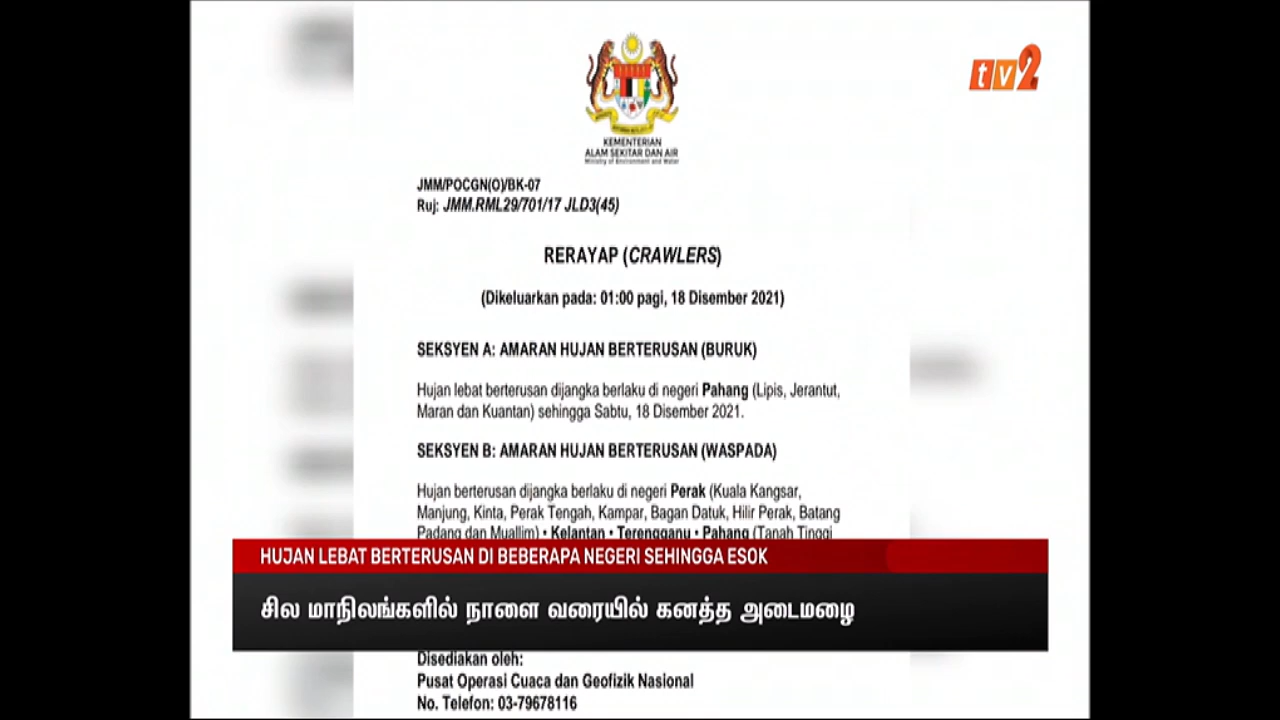 tv2
KEMENTERIAN
ALAM SEKITAR DAN AIR
Ministry of Environment and Water
JMM/POCGN(O)/BK-07
Ruj: JMM.RML29/701/17 JLD3(45)
RERAYAP (CRAWLERS)
(Dikeluarkan pada: 01:00 pagi, 18 Disember 2021)
SEKSYEN A: AMARAN HUJAN BERTERUSAN (BURUK)
Hujan lebat berterusan dijangka berlaku di negeri Pahang (Lipis, Jerantut,
Maran dan Kuantan) sehingga Sabtu, 18 Disember 2021.
SEKSYEN B: AMARAN HUJAN BERTERUSAN (WASPADA)
Hujan berterusan dijangka berlaku di negeri Perak (Kuala Kangsar,
Manjung, Kinta, Perak Tengah, Kampar, Bagan Datuk, Hilir Perak, Batang
Padang dan Muallim) • Kelantan • Terengganu • Pahang (Tanah Tinggi
HUJAN LEBAT BERTERUSAN DI BEBERAPA NEGERI SEHINGGA ESOK
சில மாநிலங்களில் நாளை வரையில் கனத்த அடைமழை
Disediakan oleh:
Pusat Operasi Cuaca dan Geofizik Nasional
No. Telefon: 03-79678116